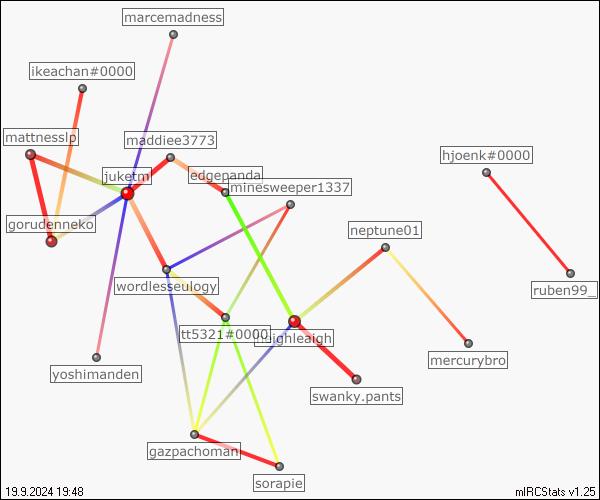 marcemadness
ikeachan#0000
mattnesslp
maddiee3773
hjoenk#0000
juketm
edgepanda
minesweeper1337
gorudenneko
neptune01
wordlesseulogy
ruben99_
tt5321#0000
yoshimanden
mercurybro
swanky.pants
gazpachoman
sorapie
19.9.2024 19:48
mIRCStats v1.25